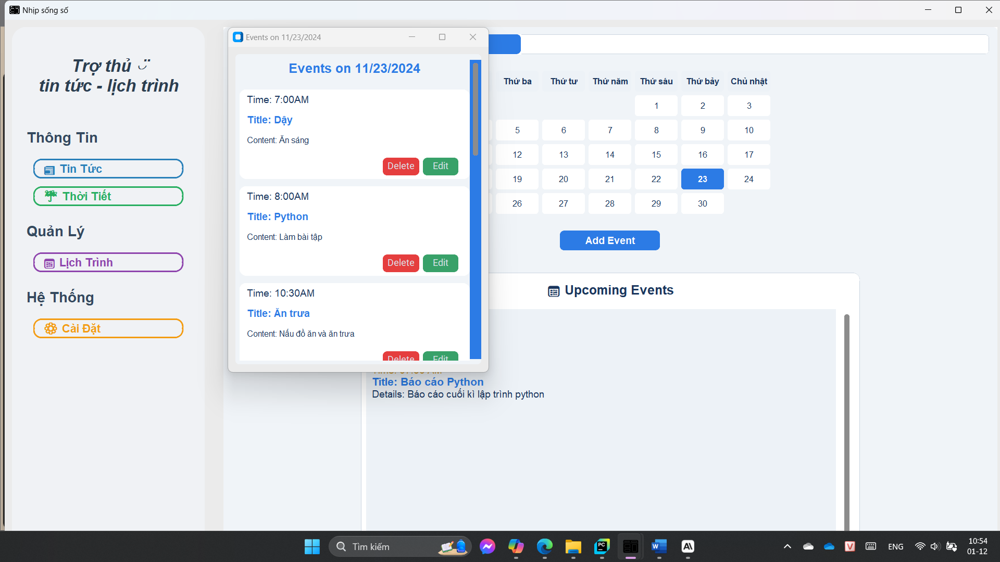 Nhịp sống số
Trợ thủ
tin tức - lịch trình
Thông Tin
Tin Tức
Thời Tiết
Quản Lý
Lịch Trình
Hệ Thống
Cài Đặt
Events on 11/23/2024
Events on 11/23/2024
Time: 7:00AM
Title: Dậy
Content: Ăn sáng
Delete Edit
Time: 8:00AM
Title: Python
Content: Làm bài tập
Delete Edit
Time: 10:30AM
Title: Ăn trưa
Content: Nấu đồ ăn và ăn trưa
Delete Edit
Thứ ba Thứ tư Thứ năm Thứ sáu Thứ bảy Chủ nhật
1 2 3
5 6 7 8 9 10
12 13 14 15 16 17
19 20 21 22 23 24
26 27 28 29 30
Add Event
Upcoming Events
Title: Báo cáo Python
Details: Báo cáo cuối kì lập trình python
Tìm kiếm
PC
W
V
ENG
10:54
01-12